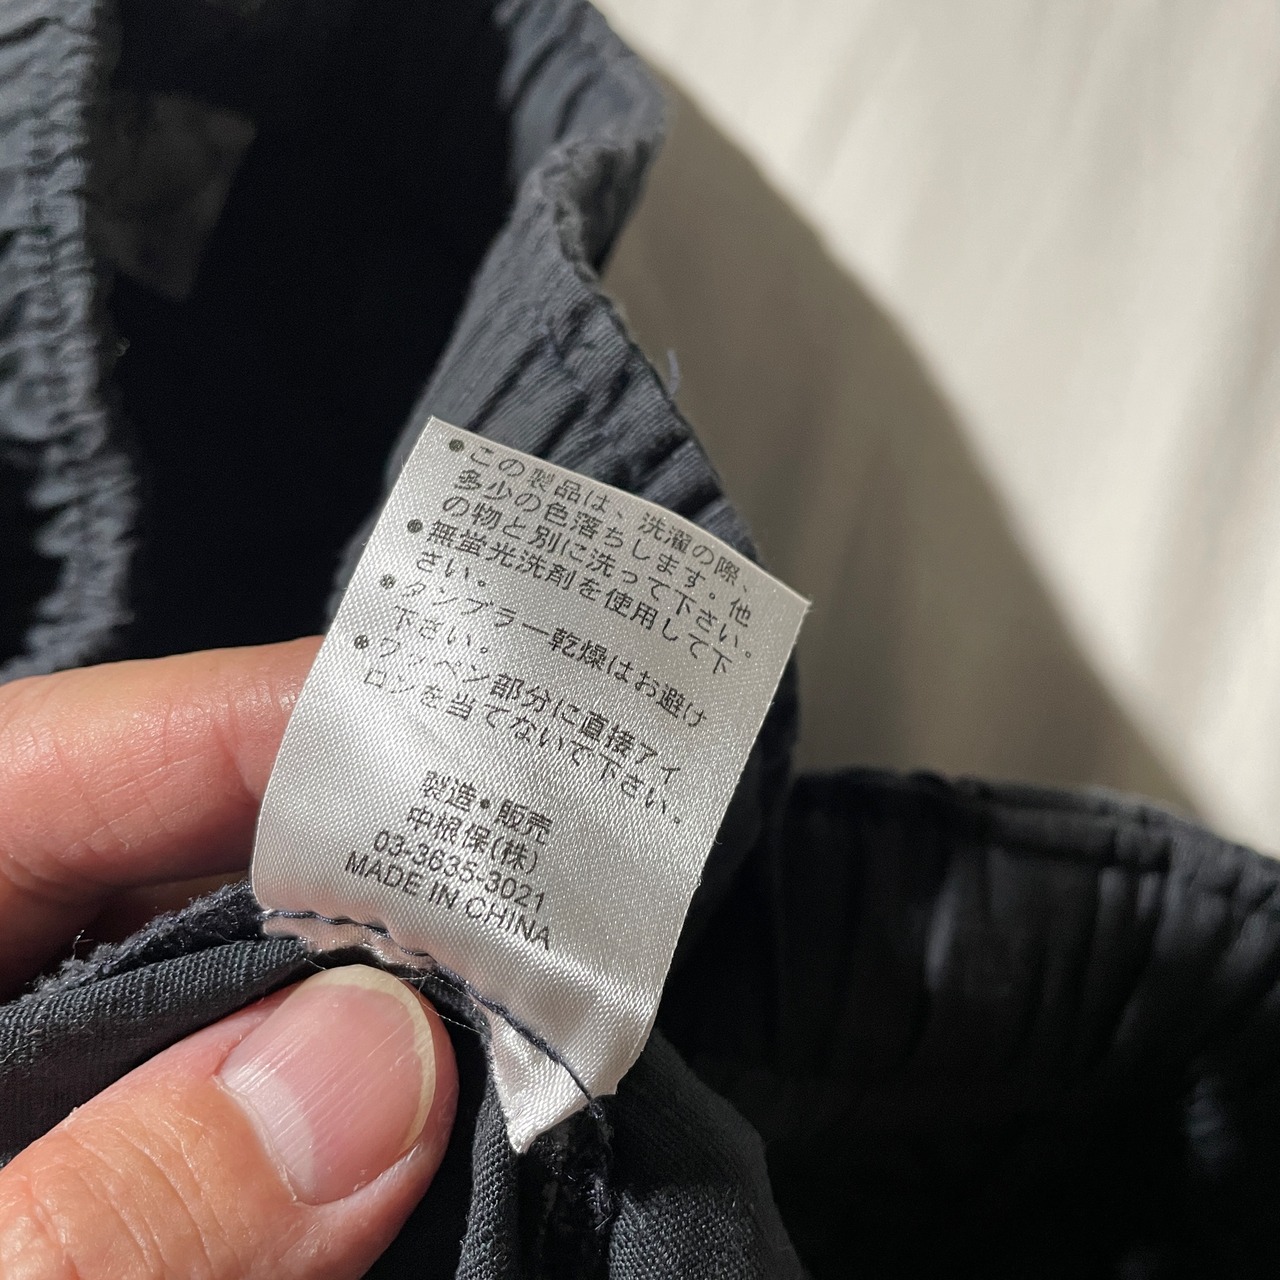 ●この製品は、洗濯の際、
多少の色落ちします。他
の物と別に洗って下さい。
●無蛍光洗剤を使用して下
さい。
●タンブラー乾燥はお避け
下さい。
●ワッペン部分に直接アイ
ロンを当てないで下さい。
製造・販売
中根保(株)
03-3635-3021
MADE IN CHINA